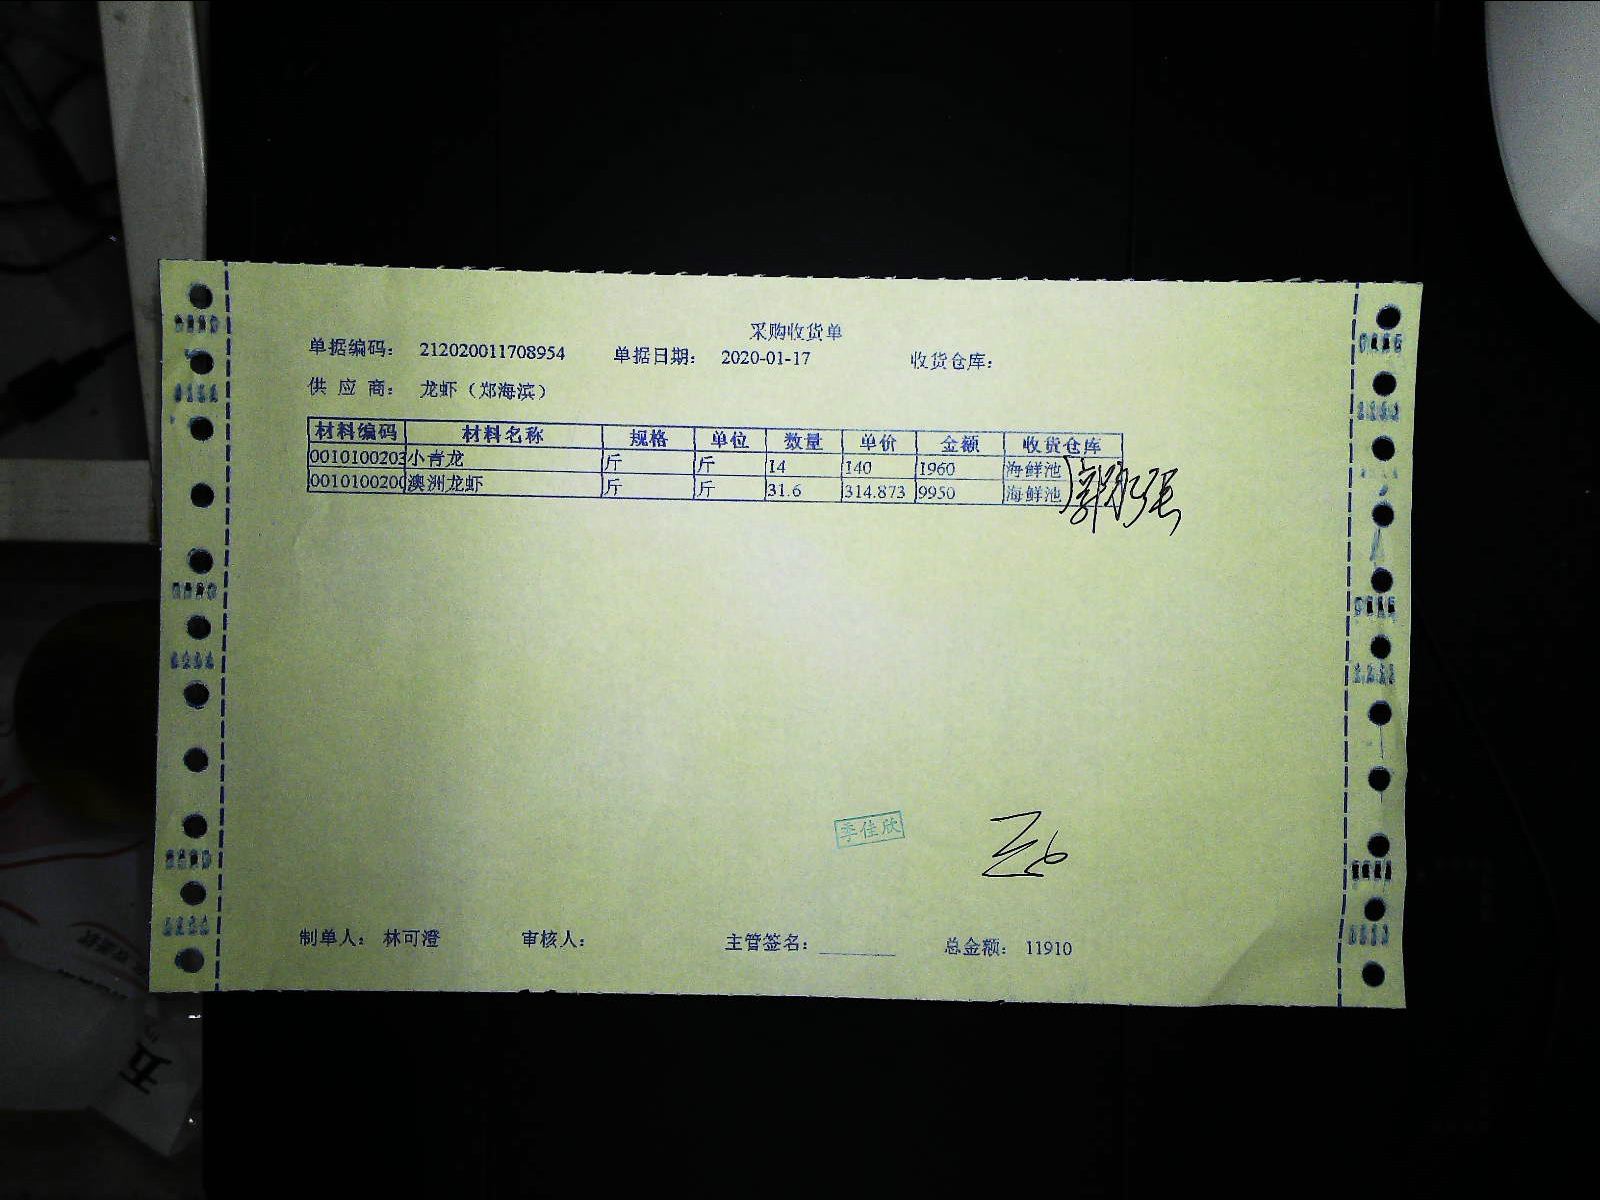 采购收货单
单据编码： 212020011708954 单据日期： 2020-01-17 收货仓库：
供 应 商： 龙虾（郑海滨）
材料编码 材料名称 规格 单位 数量 单价 金额 收货仓库
0010100203 小青龙 斤 斤 14 140 1960 海鲜池
0010100200 澳洲龙虾 斤 斤 31.6 314.873 9950 海鲜池
季佳欣
制单人： 林可澄 审核人： 主管签名： 总金额： 11910
五